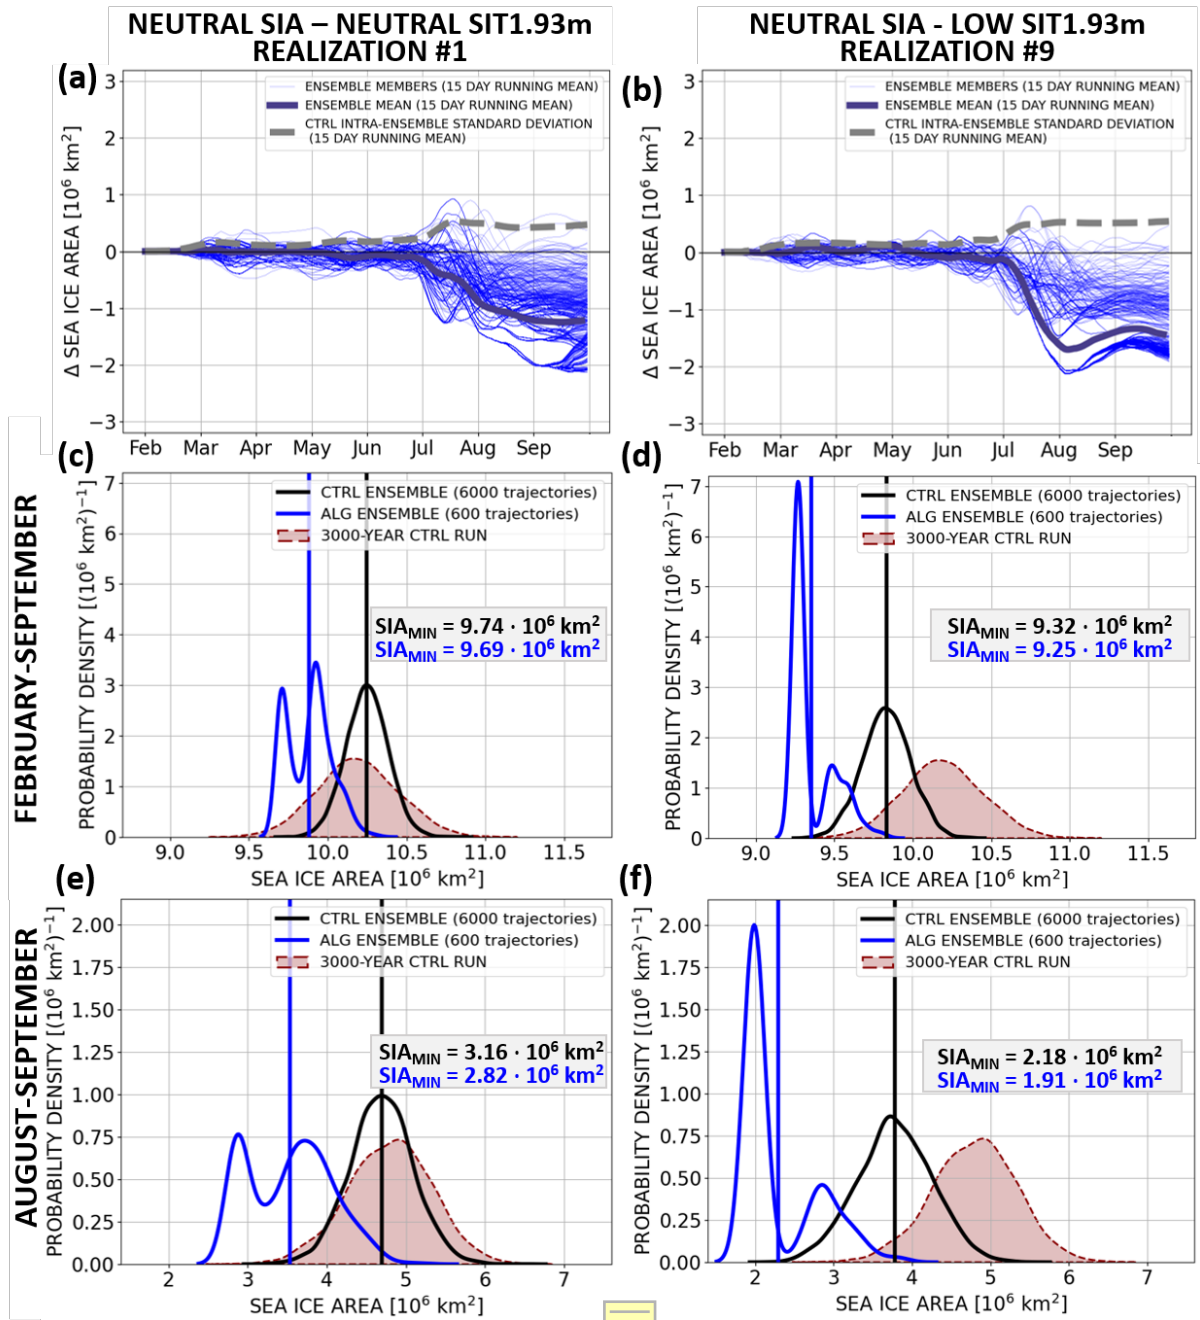 NEUTRAL SIA – NEUTRAL SIT1.93m
REALIZATION #1
NEUTRAL SIA - LOW SIT1.93m
REALIZATION #9
(a)
3
2
1
0
−1
−2
−3
Δ SEA ICE AREA [10⁶ km²]
ENSEMBLE MEMBERS (15 DAY RUNNING MEAN)
ENSEMBLE MEAN (15 DAY RUNNING MEAN)
CTRL INTRA-ENSEMBLE STANDARD DEVIATION
(15 DAY RUNNING MEAN)
Feb Mar Apr May Jun Jul Aug Sep
(b)
3
2
1
0
−1
−2
−3
Δ SEA ICE AREA [10⁶ km²]
ENSEMBLE MEMBERS (15 DAY RUNNING MEAN)
ENSEMBLE MEAN (15 DAY RUNNING MEAN)
CTRL INTRA-ENSEMBLE STANDARD DEVIATION
(15 DAY RUNNING MEAN)
Feb Mar Apr May Jun Jul Aug Sep
FEBRUARY-SEPTEMBER
(c)
7
6
5
4
3
2
1
0
PROBABILITY DENSITY [(10⁶ km²)⁻¹]
CTRL ENSEMBLE (6000 trajectories)
ALG ENSEMBLE (600 trajectories)
3000-YEAR CTRL RUN
SIA_MIN = 9.74 · 10⁶ km²
SIA_MIN = 9.69 · 10⁶ km²
9.0 9.5 10.0 10.5 11.0 11.5
SEA ICE AREA [10⁶ km²]
(d)
7
6
5
4
3
2
1
0
PROBABILITY DENSITY [(10⁶ km²)⁻¹]
CTRL ENSEMBLE (6000 trajectories)
ALG ENSEMBLE (600 trajectories)
3000-YEAR CTRL RUN
SIA_MIN = 9.32 · 10⁶ km²
SIA_MIN = 9.25 · 10⁶ km²
9.0 9.5 10.0 10.5 11.0 11.5
SEA ICE AREA [10⁶ km²]
AUGUST-SEPTEMBER
(e)
2.00
1.75
1.50
1.25
1.00
0.75
0.50
0.25
0.00
PROBABILITY DENSITY [(10⁶ km²)⁻¹]
CTRL ENSEMBLE (6000 trajectories)
ALG ENSEMBLE (600 trajectories)
3000-YEAR CTRL RUN
SIA_MIN = 3.16 · 10⁶ km²
SIA_MIN = 2.82 · 10⁶ km²
2 3 4 5 6 7
SEA ICE AREA [10⁶ km²]
(f)
2.00
1.75
1.50
1.25
1.00
0.75
0.50
0.25
0.00
PROBABILITY DENSITY [(10⁶ km²)⁻¹]
CTRL ENSEMBLE (6000 trajectories)
ALG ENSEMBLE (600 trajectories)
3000-YEAR CTRL RUN
SIA_MIN = 2.18 · 10⁶ km²
SIA_MIN = 1.91 · 10⁶ km²
2 3 4 5 6 7
SEA ICE AREA [10⁶ km²]